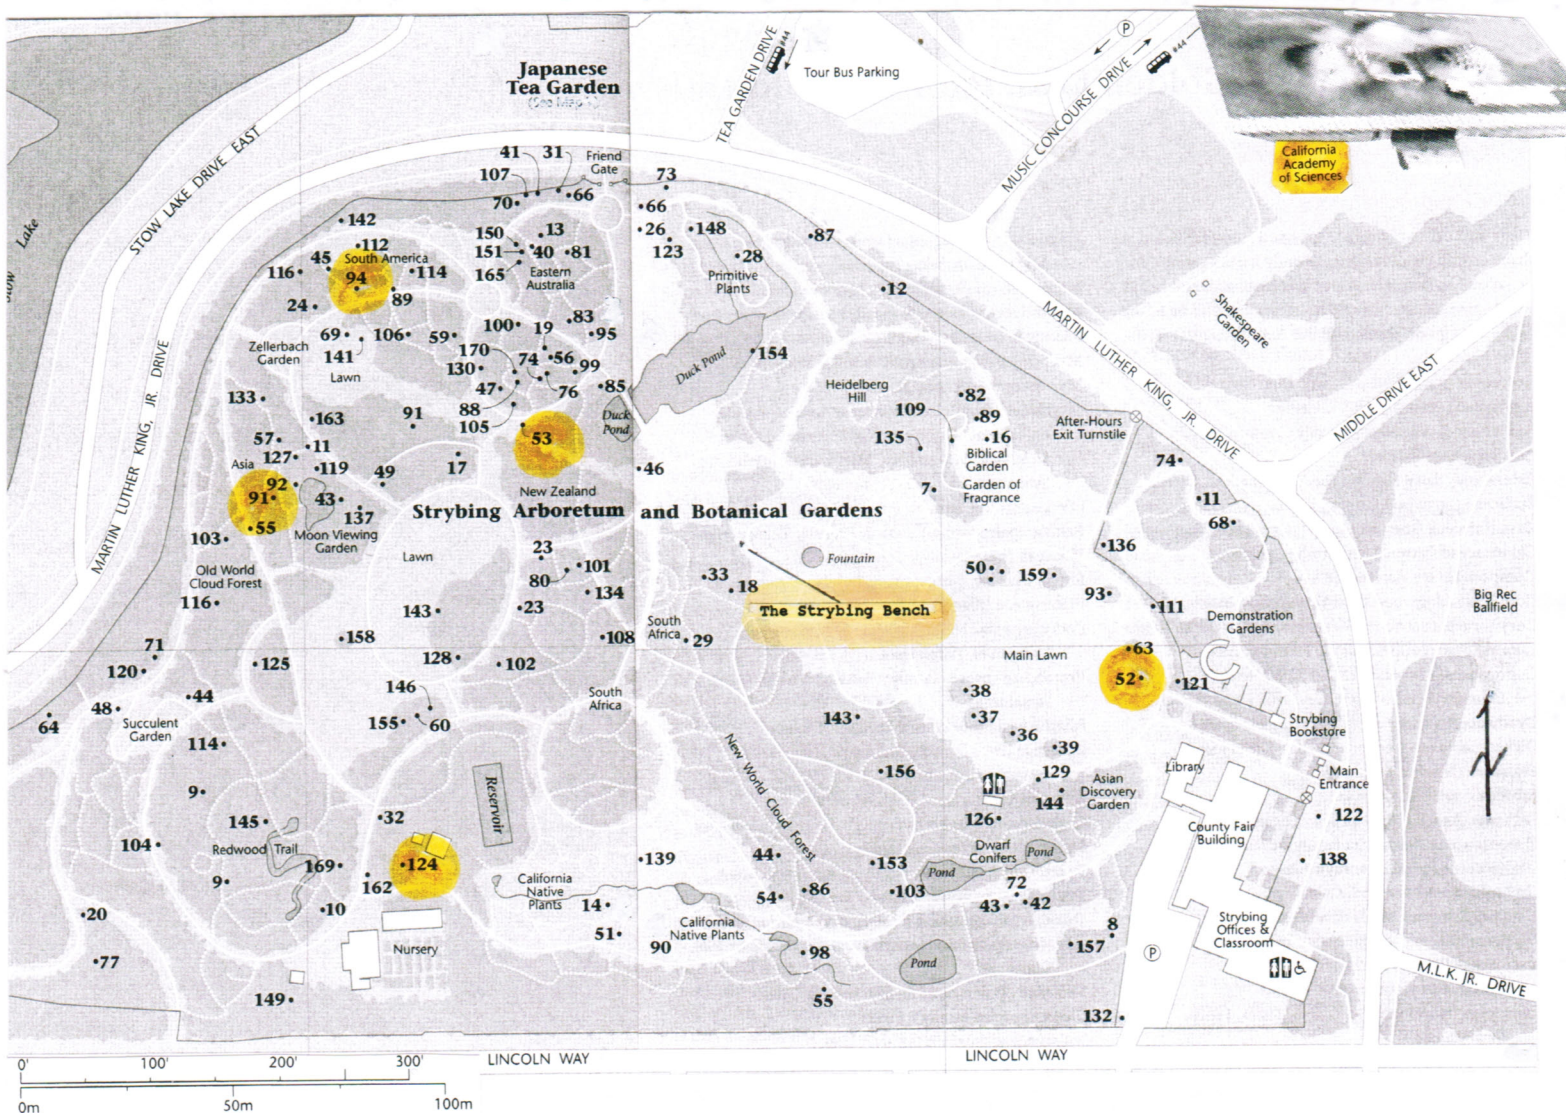 Japanese
Tea Garden
(See Map 1)
TEA GARDEN DRIVE
#44
Tour Bus Parking
P
#44
MUSIC CONCOURSE DRIVE
California
Academy
of Sciences
STOW LAKE DRIVE EAST
Lake
41 31
Friend
Gate
107
70
66
73
66
142
150
13
26
148
87
112
South America
45
151
40
81
123
28
116
94
114
165
Eastern
Australia
Primitive
Plants
89
12
24
Shakespeare
Garden
83
100
19
95
69
106
59
MARTIN LUTHER KING, JR. DRIVE
Zellerbach
Garden
141
170
74
56
154
Duck Pond
130
99
Lawn
76
47
85
Heidelberg
Hill
82
133
88
163
91
105
Duck
Pond
109
89
After-Hours
Exit Turnstile
MIDDLE DRIVE EAST
57
11
53
135
16
127
Biblical
Garden
Asia
119
49
17
46
74
92
New Zealand
7
Garden of
Fragrance
91
43
11
137
Strybing Arboretum and Botanical Gardens
55
68
103
Moon Viewing
Garden
MARTIN LUTHER KING, JR. DRIVE
Lawn
23
136
Fountain
Old World
Cloud Forest
80
101
33
50
159
18
134
93
Big Rec
Ballfield
116
143
23
The Strybing Bench
111
South
Africa
Demonstration
Gardens
158
108
29
71
128
102
Main Lawn
63
120
125
52
121
146
38
44
48
South
Africa
64
155
60
143
37
Succulent
Garden
Strybing
Bookstore
114
36
39
New World Cloud Forest
156
129
Library
Main
Entrance
9
Reservoir
144
Asian
Discovery
Garden
145
32
126
122
County Fair
Building
104
Redwood Trail
Dwarf
Conifers
Pond
139
44
153
138
169
124
Pond
9
162
California
Native
Plants
86
103
72
54
43
42
10
14
20
California
Native Plants
Strybing
Offices &
Classroom
8
51
Nursery
90
98
157
77
Pond
P
55
M.L.K. JR. DRIVE
149
132
LINCOLN WAY
LINCOLN WAY
0' 100' 200' 300'
0m 50m 100m